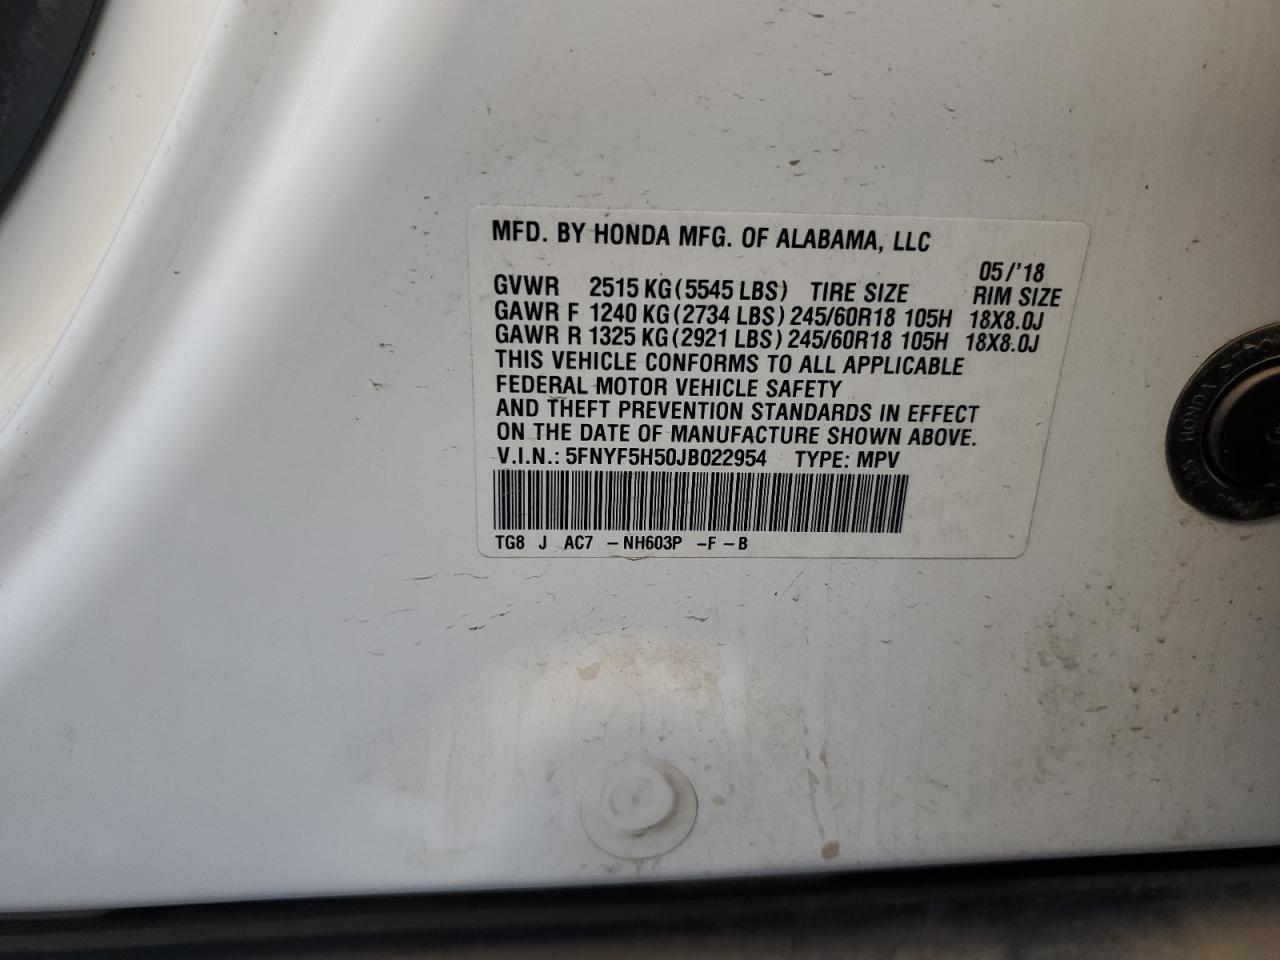 MFD. BY HONDA MFG. OF ALABAMA, LLC
05/'18
GVWR 2515 KG (5545 LBS) TIRE SIZE RIM SIZE
GAWR F 1240 KG (2734 LBS) 245/60R18 105H 18X8.0J
GAWR R 1325 KG (2921 LBS) 245/60R18 105H 18X8.0J
THIS VEHICLE CONFORMS TO ALL APPLICABLE
FEDERAL MOTOR VEHICLE SAFETY
AND THEFT PREVENTION STANDARDS IN EFFECT
ON THE DATE OF MANUFACTURE SHOWN ABOVE.
V.I.N.: 5FNYF5H50JB022954 TYPE: MPV
TG8 J AC7 -NH603P -F-B
HONDA